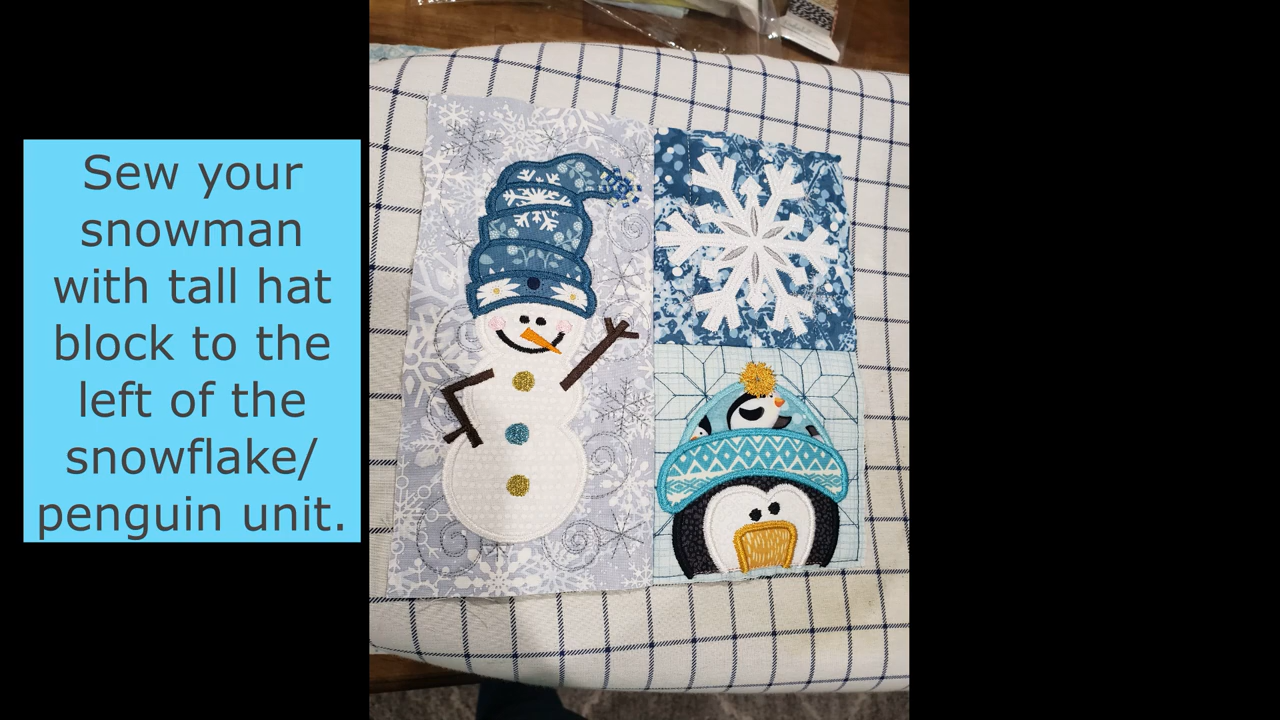 Sew your
snowman
with tall hat
block to the
left of the
snowflake/
penguin unit.